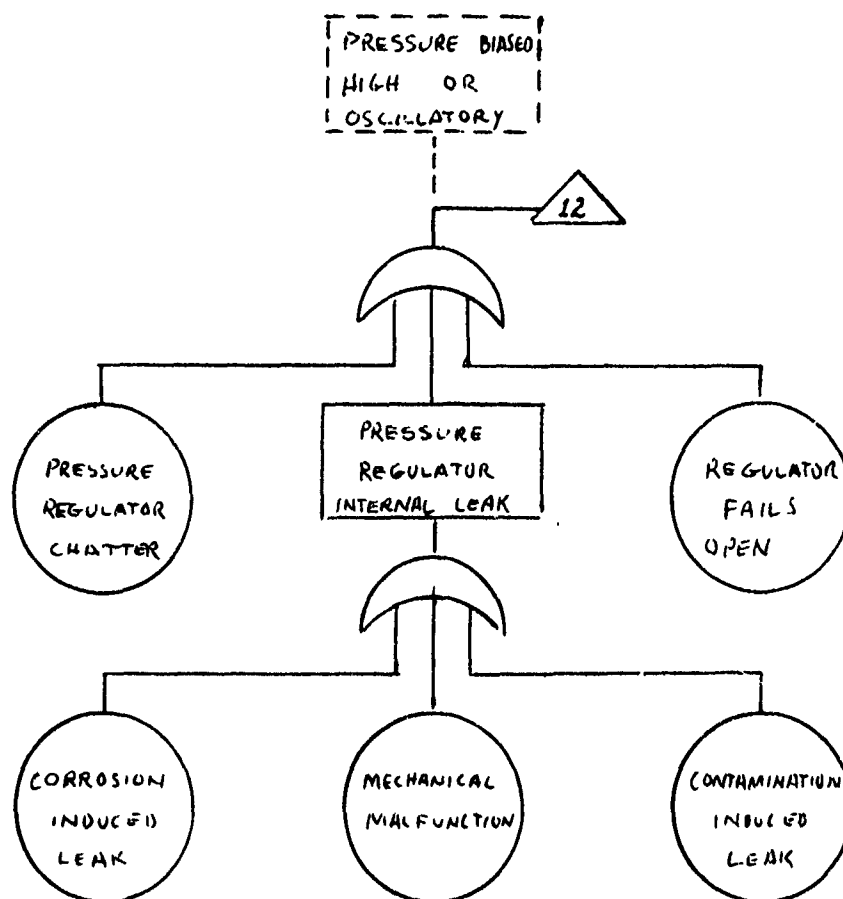 PRESSURE BIASED
HIGH OR
OSCILLATORY
12
PRESSURE
REGULATOR
CHATTER
PRESSURE
REGULATOR
INTERNAL LEAK
REGULATOR
FAILS
OPEN
CORROSION
INDUCED
LEAK
MECHANICAL
MALFUNCTION
CONTAMINATION
INDUCED
LEAK